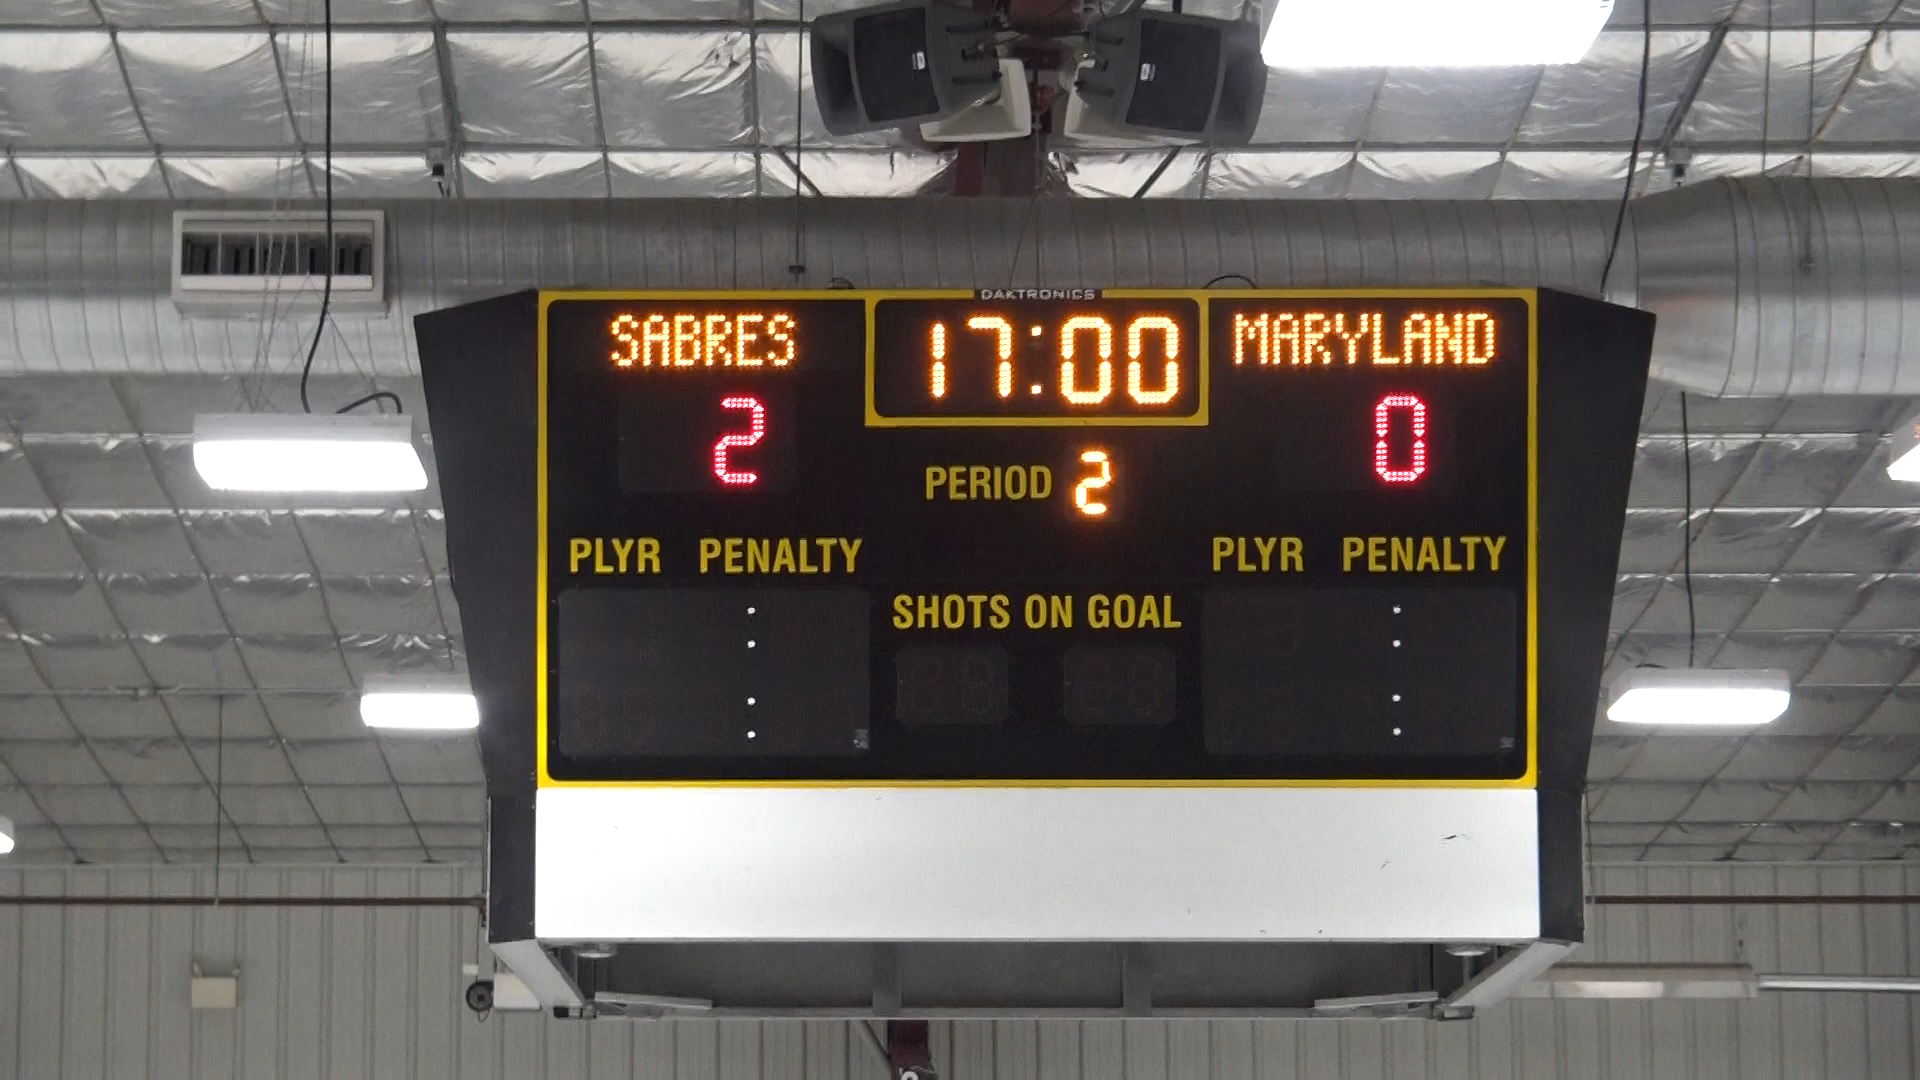 DAKTRONICS
SABRES 17:00 MARYLAND
2 0
PERIOD 2
PLYR PENALTY PLYR PENALTY
SHOTS ON GOAL